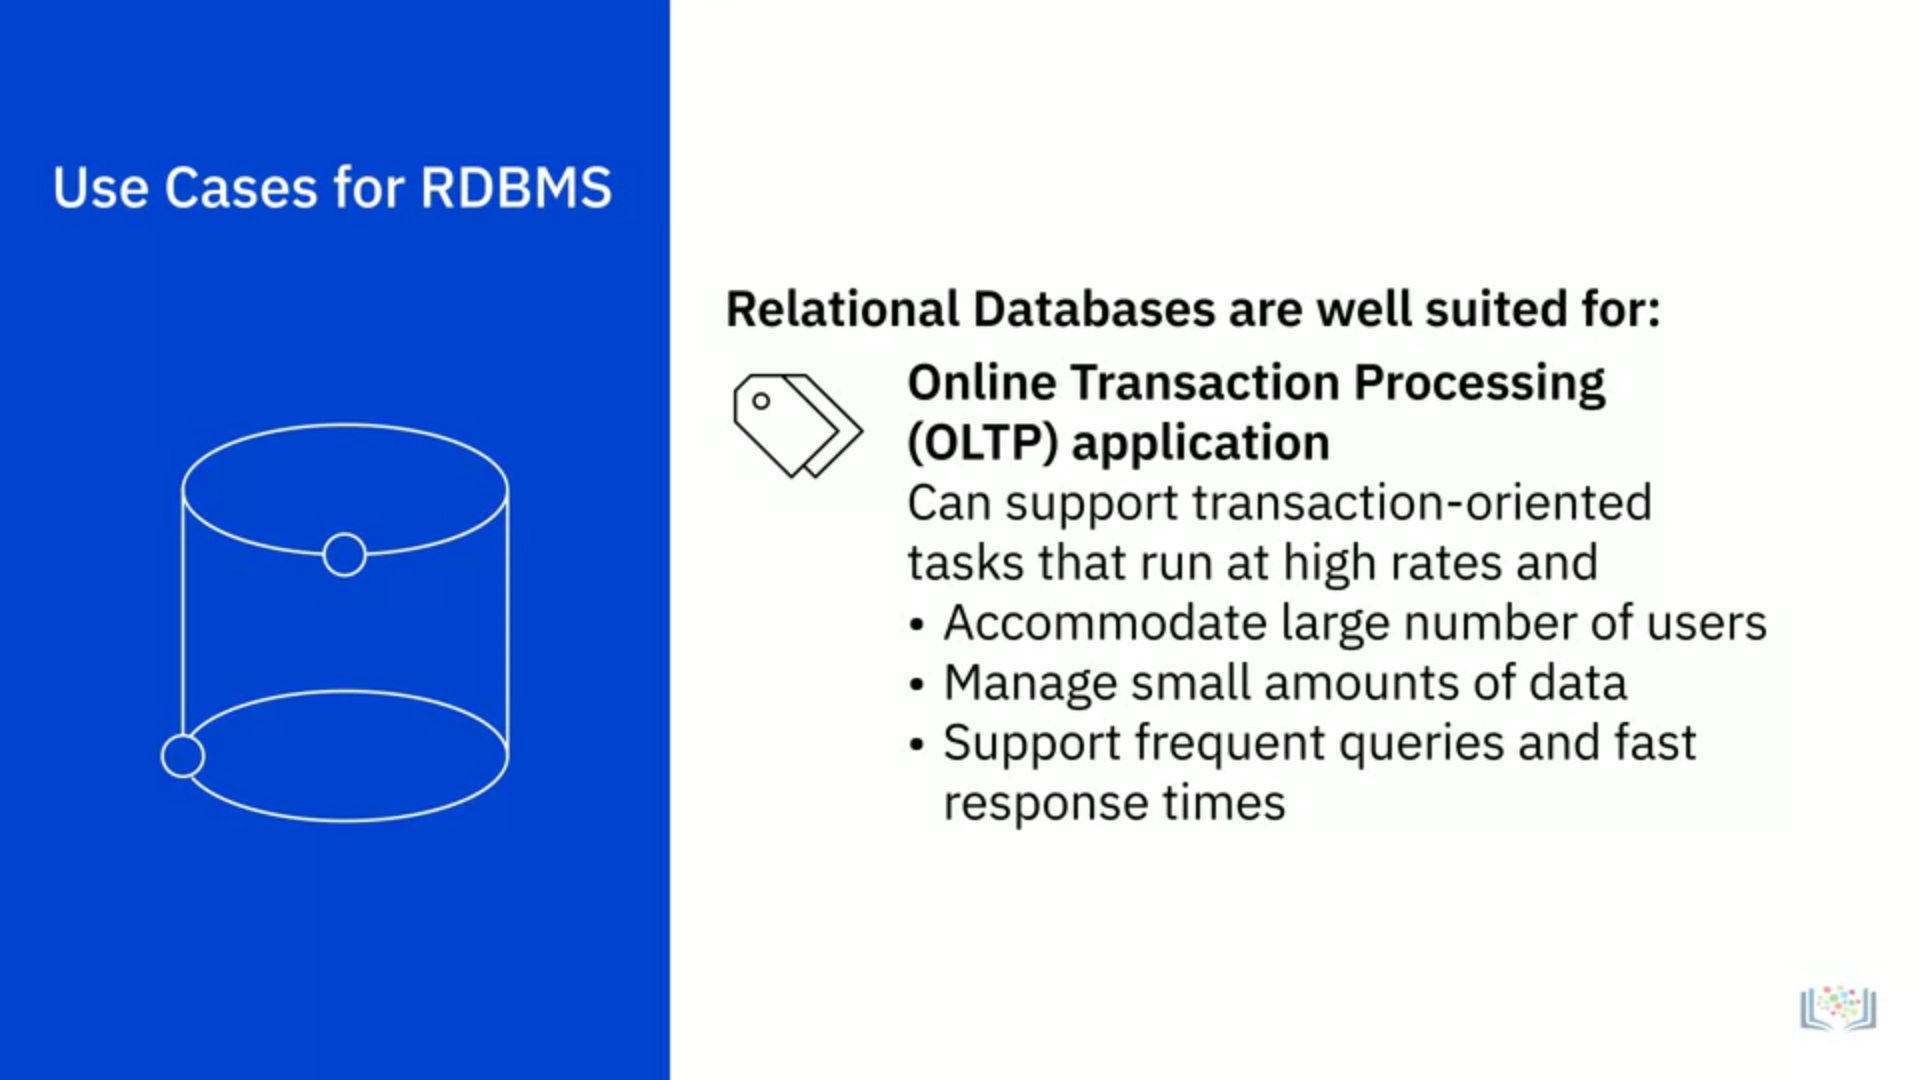 Use Cases for RDBMS
Relational Databases are well suited for:
Online Transaction Processing
(OLTP) application
Can support transaction-oriented
tasks that run at high rates and
• Accommodate large number of users
• Manage small amounts of data
• Support frequent queries and fast
response times